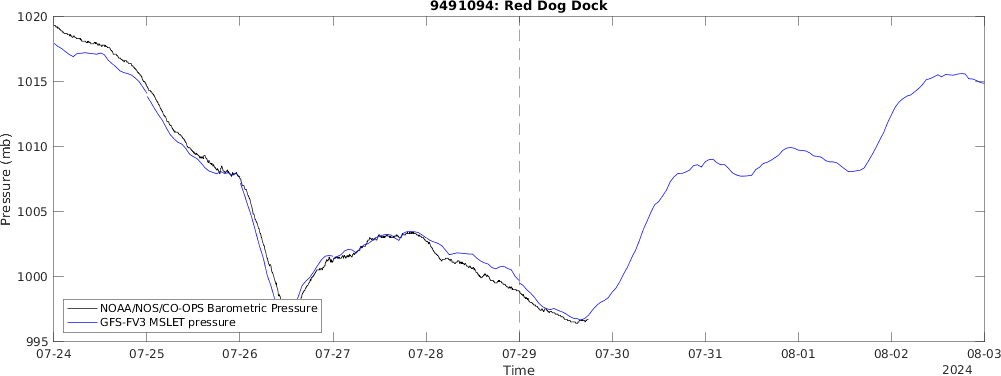 9491094: Red Dog Dock
1020
1015
1010
1005
1000
995
Pressure (mb)
NOAA/NOS/CO-OPS Barometric Pressure
GFS-FV3 MSLET pressure
07-24 07-25 07-26 07-27 07-28 07-29 07-30 07-31 08-01 08-02 08-03
Time
2024